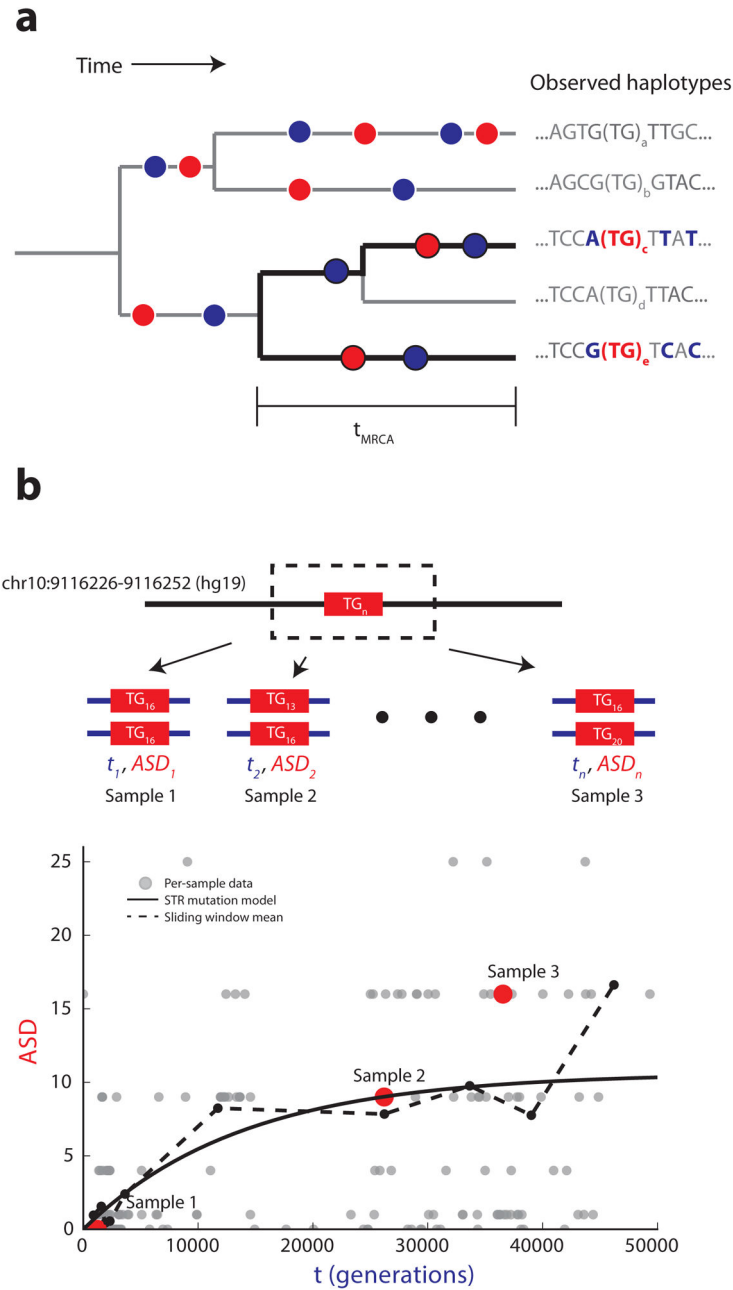 a
Time
Observed haplotypes
...AGTG(TG)aTTGC...
...AGCG(TG)bGTAC...
...TCCA(TG)cTTAT...
...TCCA(TG)dTTAC...
...TCCG(TG)eTCAC...
tMRCA
b
chr10:9116226-9116252 (hg19)
TGn
TG16 TG13 TG16
TG16 TG16 TG20
t1, ASD1 t2, ASD2 tn, ASDn
Sample 1 Sample 2 Sample 3
25
Per-sample data
STR mutation model
Sliding window mean
20
Sample 3
15
ASD
Sample 2
10
5
Sample 1
0
0 10000 20000 30000 40000 50000
t (generations)